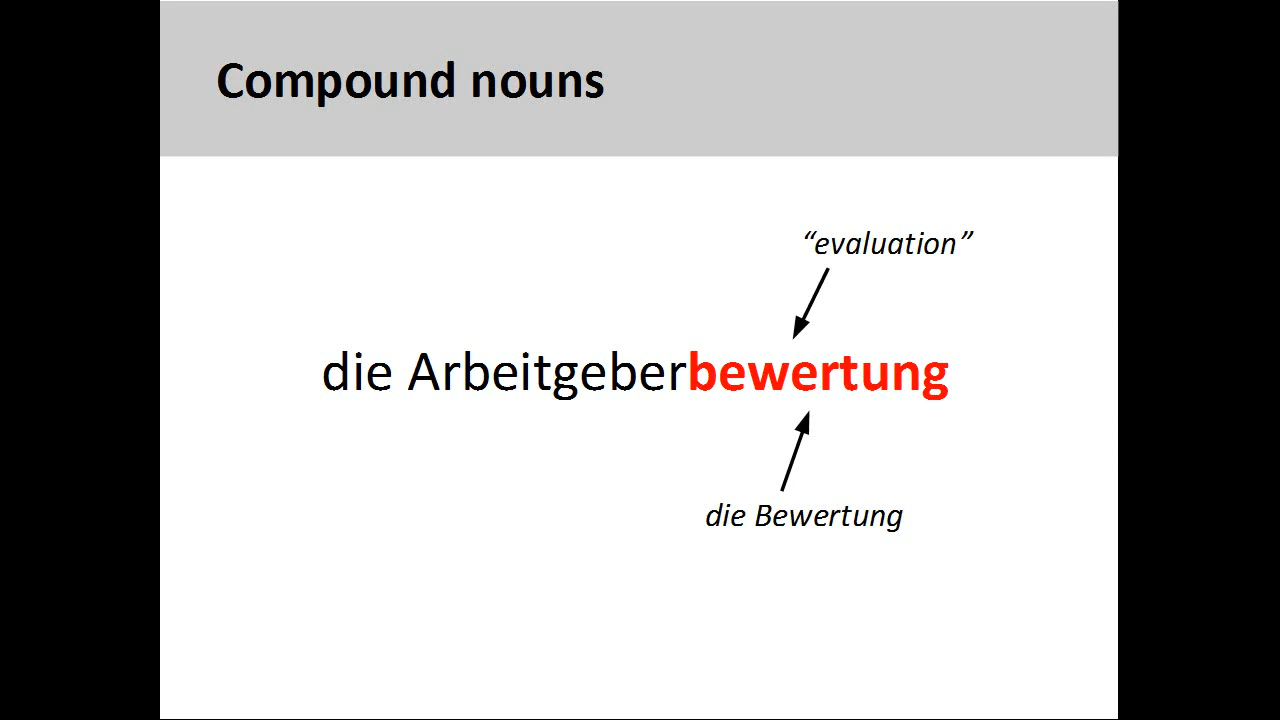 Compound nouns
“evaluation”
die Arbeitgeberbewertung
die Bewertung